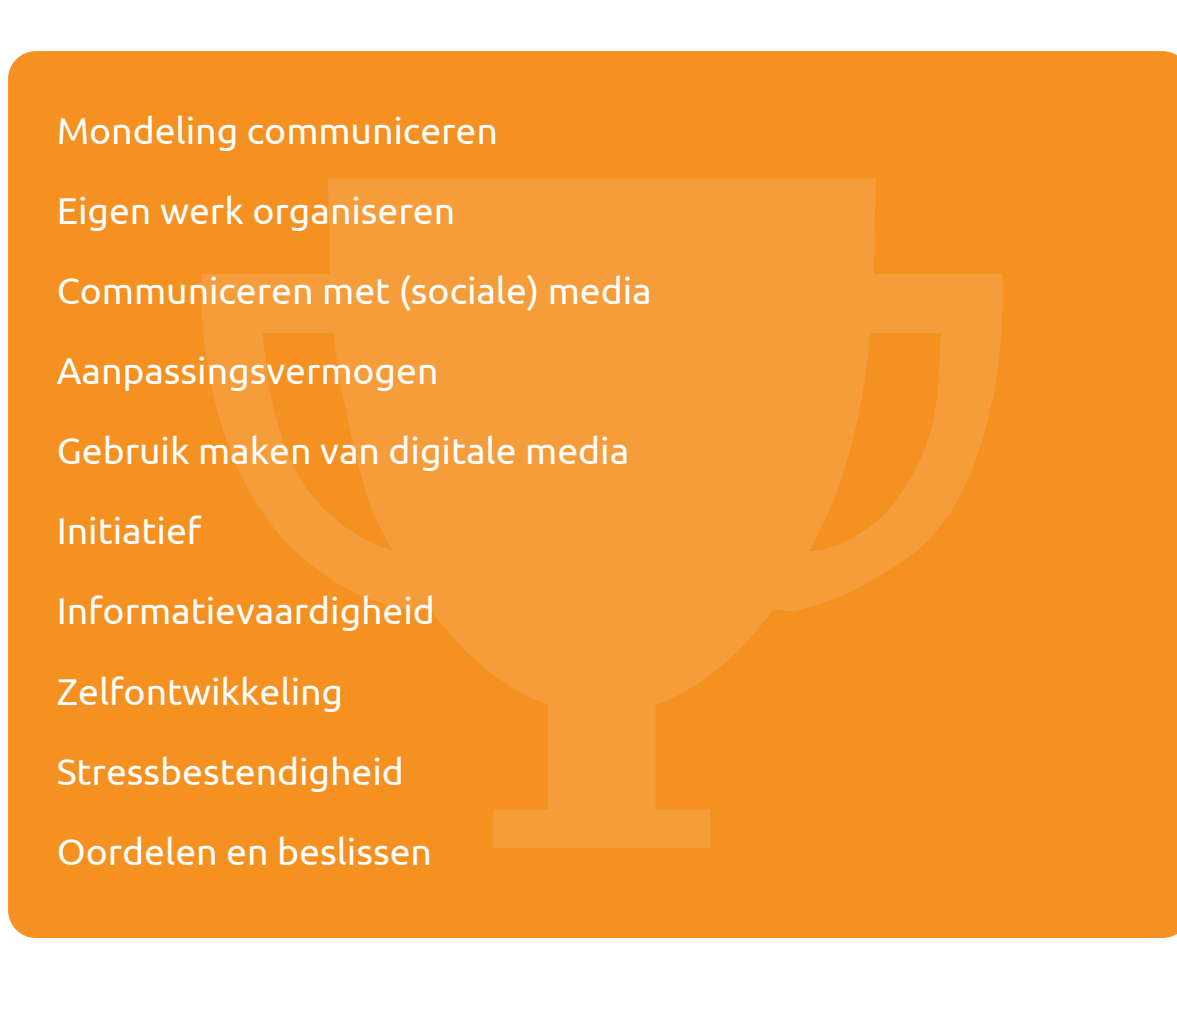 Mondeling communiceren
Eigen werk organiseren
Communiceren met (sociale) media
Aanpassingsvermogen
Gebruik maken van digitale media
Initiatief
Informatievaardigheid
Zelfontwikkeling
Stressbestendigheid
Oordelen en beslissen